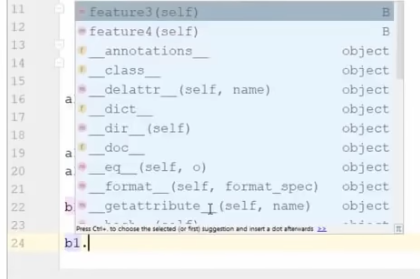 11 feature3(self) B
12 feature4(self) B
13 __annotations__ object
14 __class__ object
15 __delattr__(self, name) object
16 __dict__ object
a
17 __dir__(self) object
18 __doc__ object
19 a
__eq__(self, o) object
20 a
21 __format__(self, format_spec) object
22 b __getattribute__(self, name) object
23
Press Ctrl+. to choose the selected (or first) suggestion and insert a dot afterwards >>
24 b1.